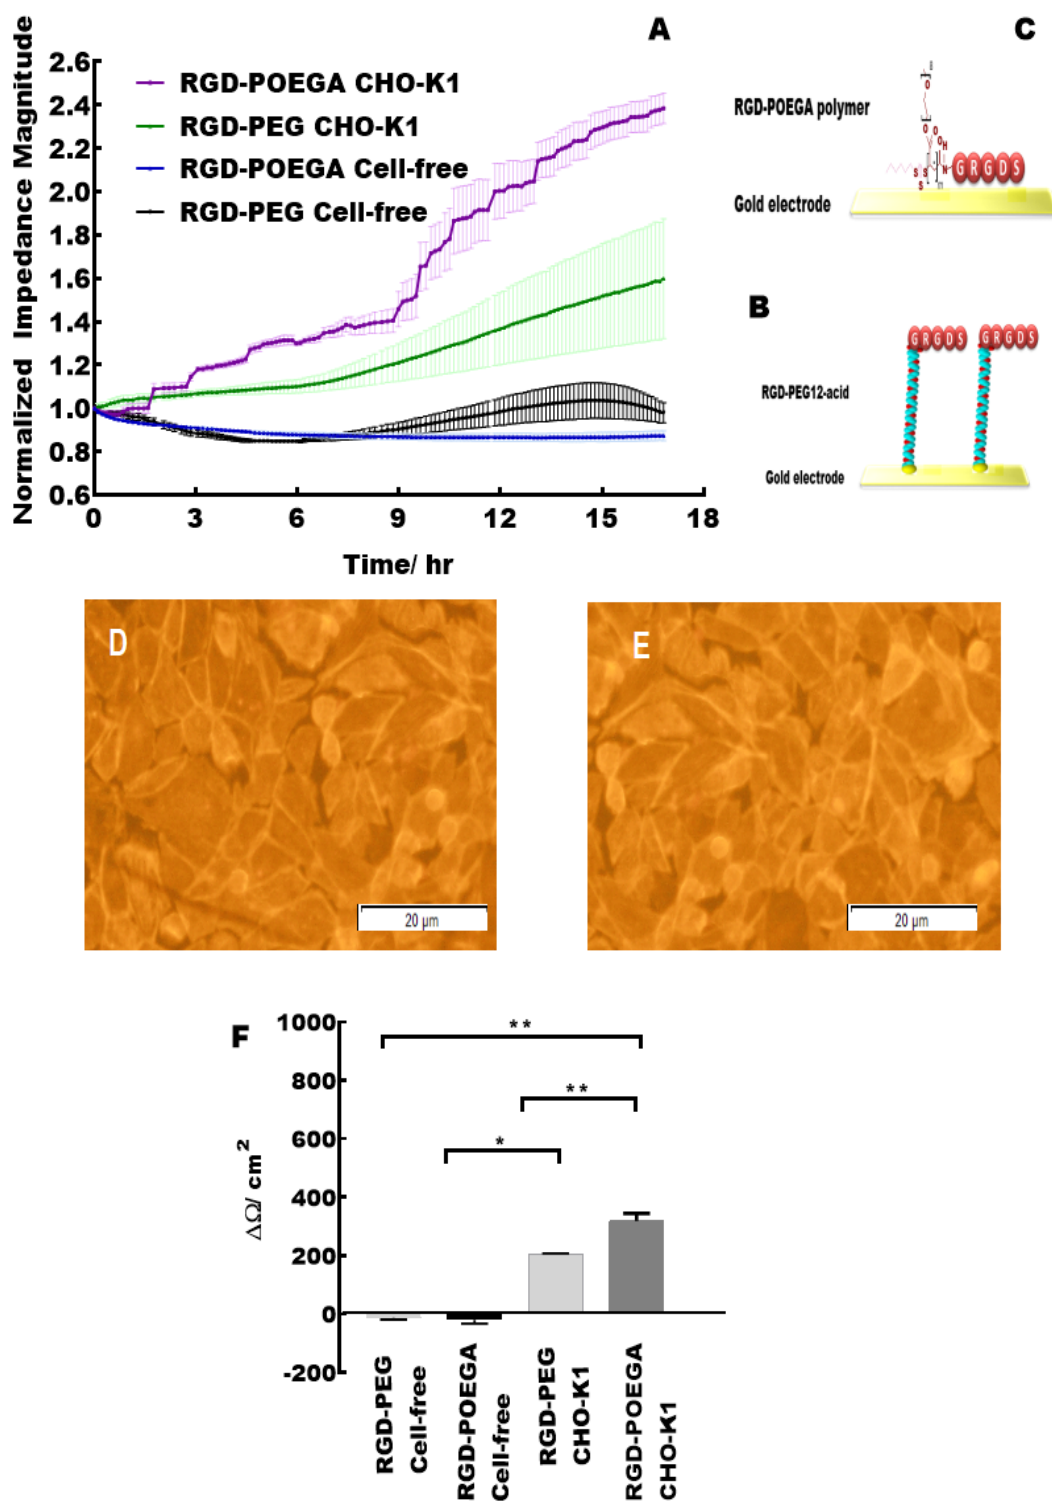 A
Normalized Impedance Magnitude
2.6
2.4
2.2
2.0
1.8
1.6
1.4
1.2
1.0
0.8
0.6
RGD-POEGA CHO-K1
RGD-PEG CHO-K1
RGD-POEGA Cell-free
RGD-PEG Cell-free
0 3 6 9 12 15 18
Time/ hr
C
RGD-POEGA polymer
O
O O O
O H
S S N
S
G R G D S
Gold electrode
B
G R G D S G R G D S
RGD-PEG12-acid
Gold electrode
D
20 µm
E
20 µm
F
ΔΩ/ cm²
1000
800
600
400
200
0
-200
**
**
*
RGD-PEG
Cell-free
RGD-POEGA
Cell-free
RGD-PEG
CHO-K1
RGD-POEGA
CHO-K1